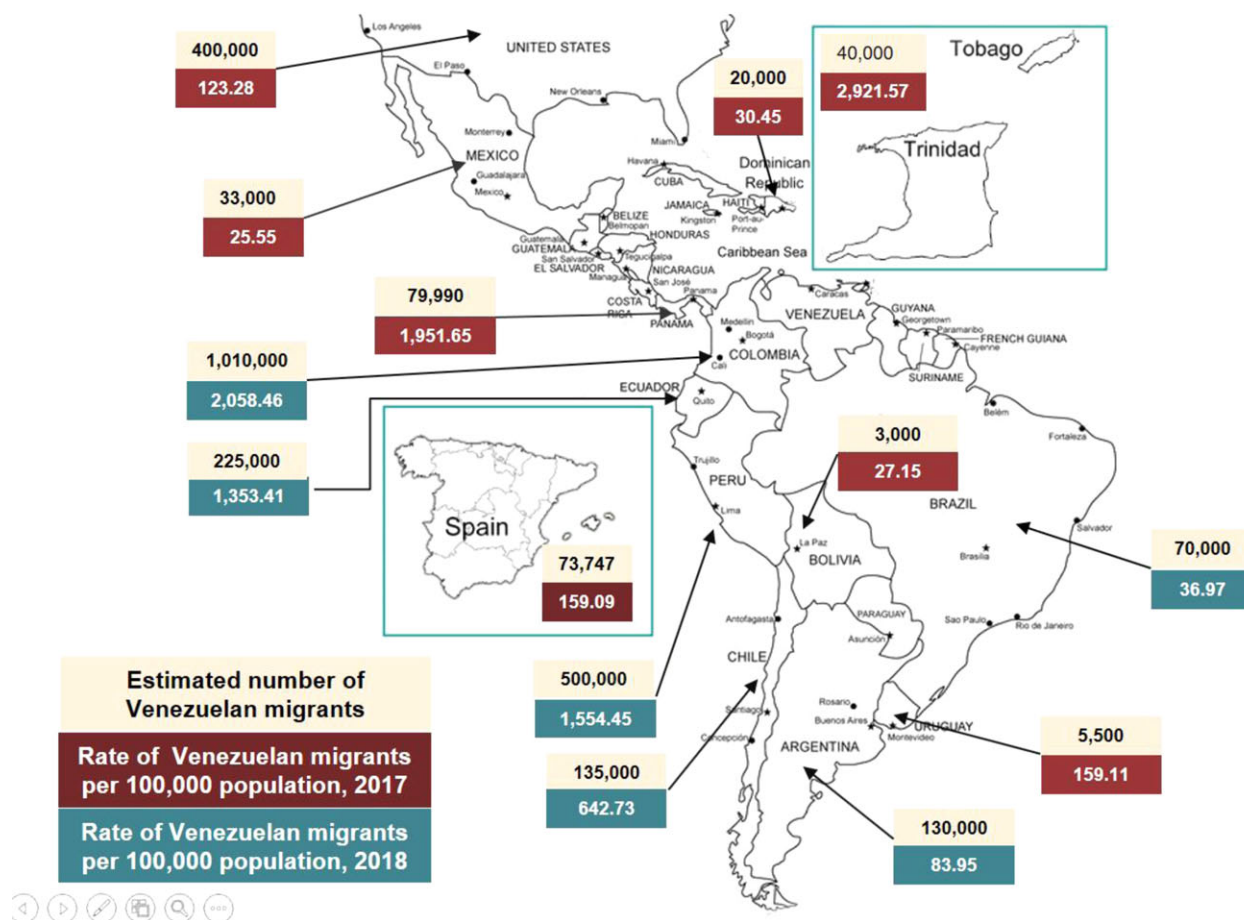 Los Angeles
400,000
123.28
UNITED STATES
El Paso
New Orleans
20,000
30.45
40,000
2,921.57
Tobago
Trinidad
Monterrey
MEXICO
Guadalajara
Mexico
Miami
Havana
CUBA
Dominican
Republic
33,000
25.55
JAMAICA
Kingston
HAITI
Port-au-
Prince
BELIZE
Belmopan
HONDURAS
Guatemala
GUATEMALA
Tegucigalpa
San Salvador
EL SALVADOR
NICARAGUA
Managua
San José
Caribbean Sea
79,990
1,951.65
COSTA
RICA
Panama
PANAMA
Caracas
VENEZUELA
GUYANA
Georgetown
Paramaribo
FRENCH GUIANA
Cayenne
SURINAME
Medellin
Bogotá
COLOMBIA
Cali
1,010,000
2,058.46
ECUADOR
Quito
Belém
Fortaleza
225,000
1,353.41
Spain
73,747
159.09
Trujillo
PERU
Lima
3,000
27.15
BRAZIL
Salvador
Brasilia
70,000
36.97
La Paz
BOLIVIA
PARAGUAY
Asunción
Sao Paulo
Rio de Janeiro
Antofagasta
CHILE
500,000
1,554.45
Santiago
Concepción
135,000
642.73
Rosario
Buenos Aires
URUGUAY
Montevideo
ARGENTINA
5,500
159.11
130,000
83.95
Estimated number of
Venezuelan migrants
Rate of Venezuelan migrants
per 100,000 population, 2017
Rate of Venezuelan migrants
per 100,000 population, 2018